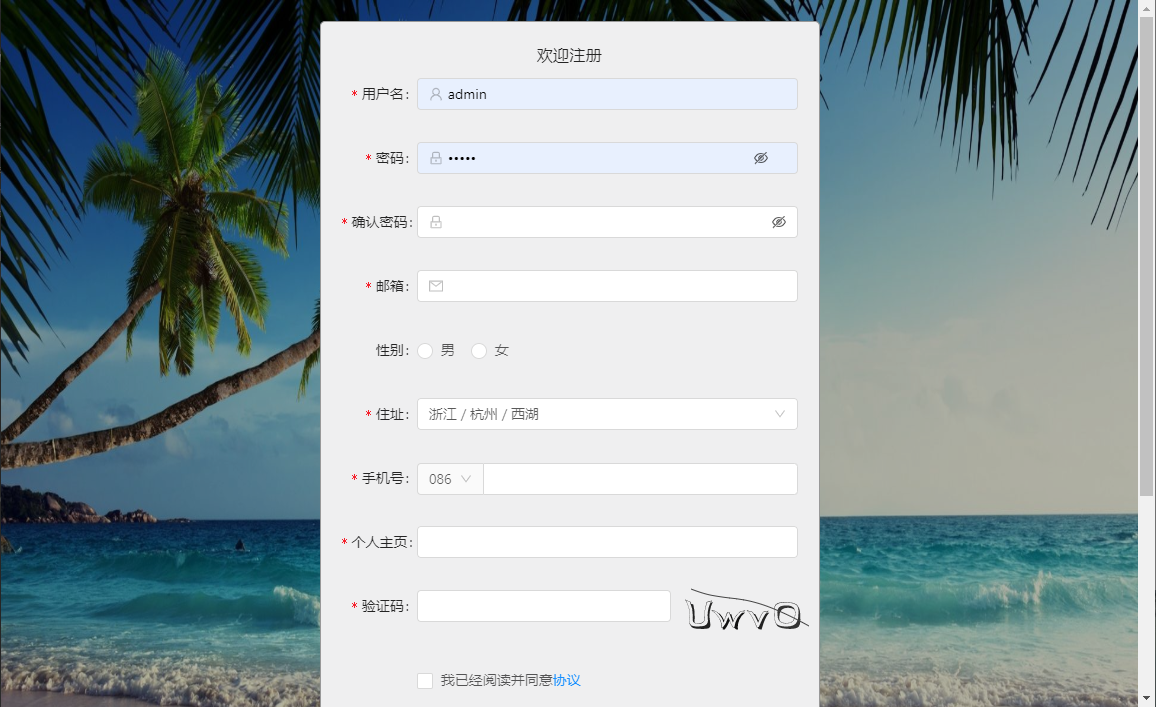 欢迎注册
* 用户名: admin
* 密码: •••••
* 确认密码:
* 邮箱:
性别: 男 女
* 住址: 浙江 / 杭州 / 西湖
* 手机号: 086
* 个人主页:
* 验证码: UwvO
我已经阅读并同意协议